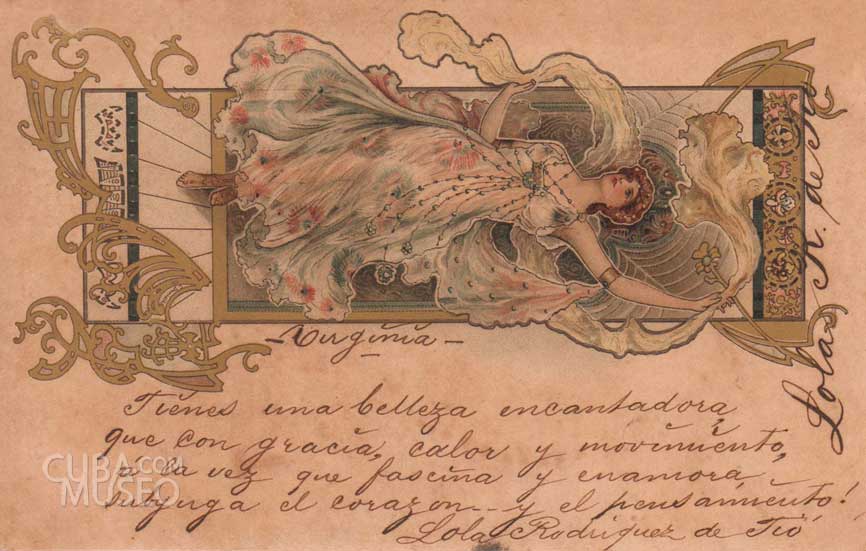 - Virginia -
Tienes una belleza encantadora,
que con gracia, calor y movimiento,
a la vez que fascina y enamora,
subyuga el corazon... y el pensamiento!
Lola Rodriguez de Tió
Lola R. de Tió
CUBA CON
MUSEO